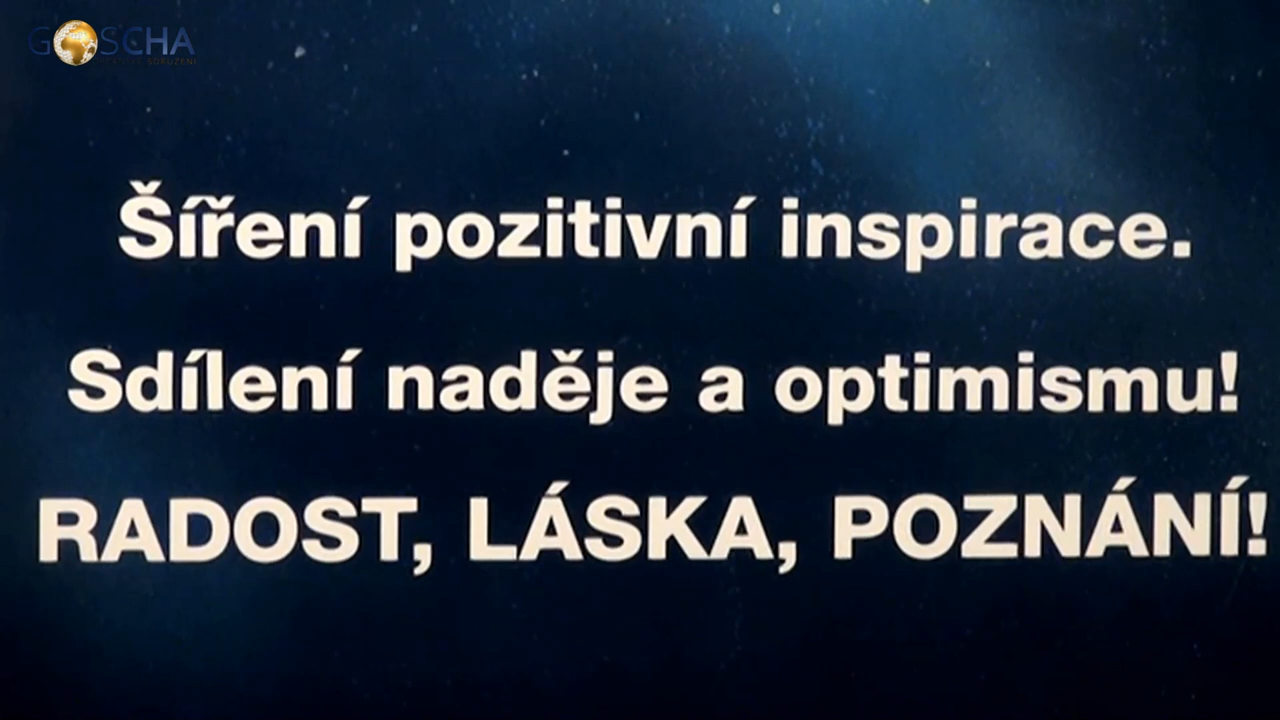 GOSCHA
Šíření pozitivní inspirace.
Sdílení naděje a optimismu!
RADOST, LÁSKA, POZNÁNÍ!